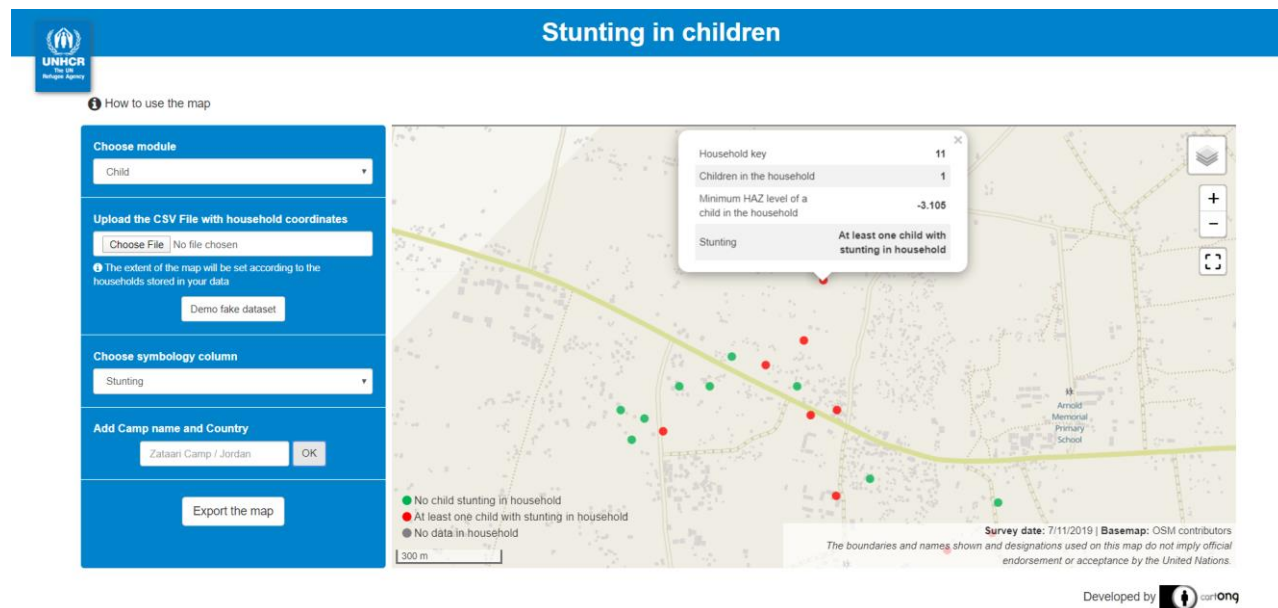 Stunting in children
UNHCR
The UN
Refugee Agency
How to use the map
Choose module
Child
Upload the CSV File with household coordinates
Choose File No file chosen
The extent of the map will be set according to the
households stored in your data
Demo fake dataset
Choose symbology column
Stunting
Add Camp name and Country
Zataari Camp / Jordan OK
Export the map
Household key 11
Children in the household 1
Minimum HAZ level of a
child in the household -3.105
Stunting At least one child with
stunting in household
+
−
Arnold
Memorial
Primary
School
No child stunting in household
At least one child with stunting in household
No data in household
300 m
Survey date: 7/11/2019 | Basemap: OSM contributors
The boundaries and names shown and designations used on this map do not imply official
endorsement or acceptance by the United Nations.
Developed by cartONG